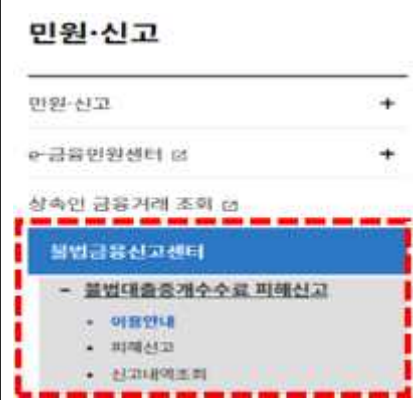 민원·신고
민원·신고
e-금융민원센터
상속인 금융거래 조회
불법금융신고센터
불법대출중개수수료 피해신고
이용안내
피해신고
신고내역조회